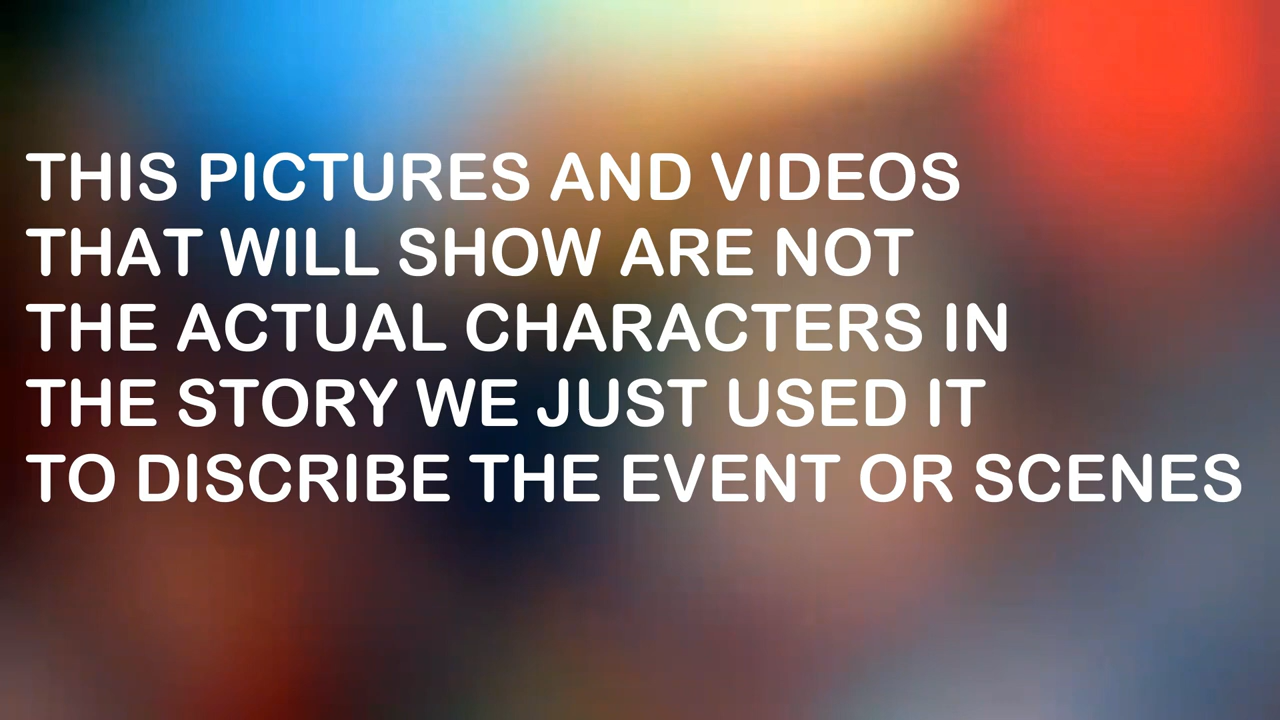 THIS PICTURES AND VIDEOS
THAT WILL SHOW ARE NOT
THE ACTUAL CHARACTERS IN
THE STORY WE JUST USED IT
TO DISCRIBE THE EVENT OR SCENES